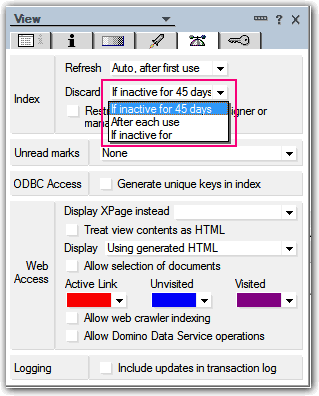 View
Refresh Auto, after first use
Index
Discard If inactive for 45 days
If inactive for 45 days
Restr igner or
After each use
mana
If inactive for
Unread marks None
ODBC Access Generate unique keys in index
Display XPage instead
Treat view contents as HTML
Display Using generated HTML
Web Access
Allow selection of documents
Active Link Unvisited Visited
Allow web crawler indexing
Allow Domino Data Service operations
Logging Include updates in transaction log